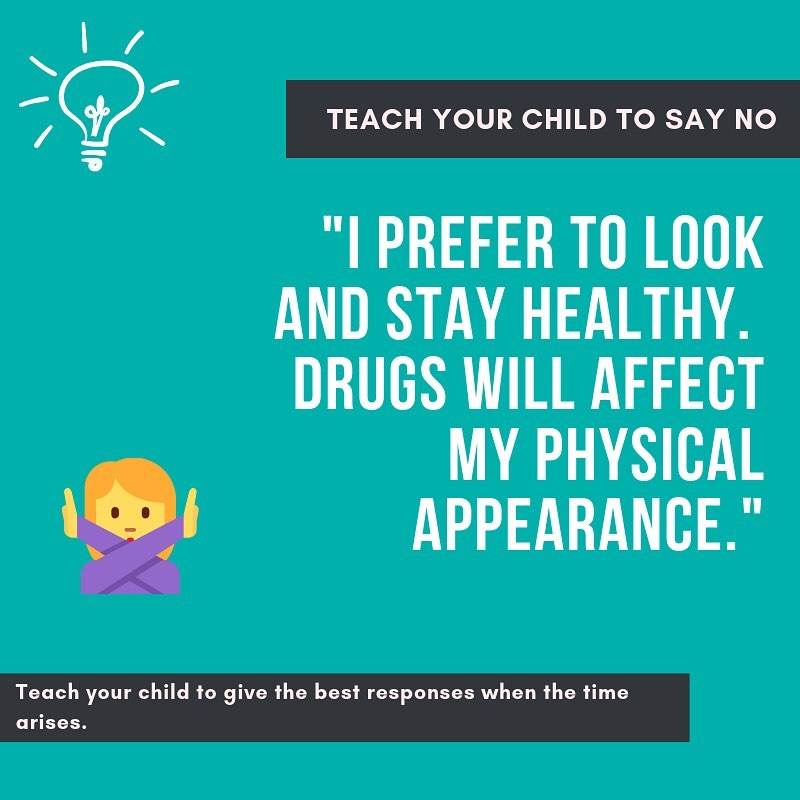 TEACH YOUR CHILD TO SAY NO
"I PREFER TO LOOK
AND STAY HEALTHY.
DRUGS WILL AFFECT
MY PHYSICAL
APPEARANCE."
Teach your child to give the best responses when the time
arises.